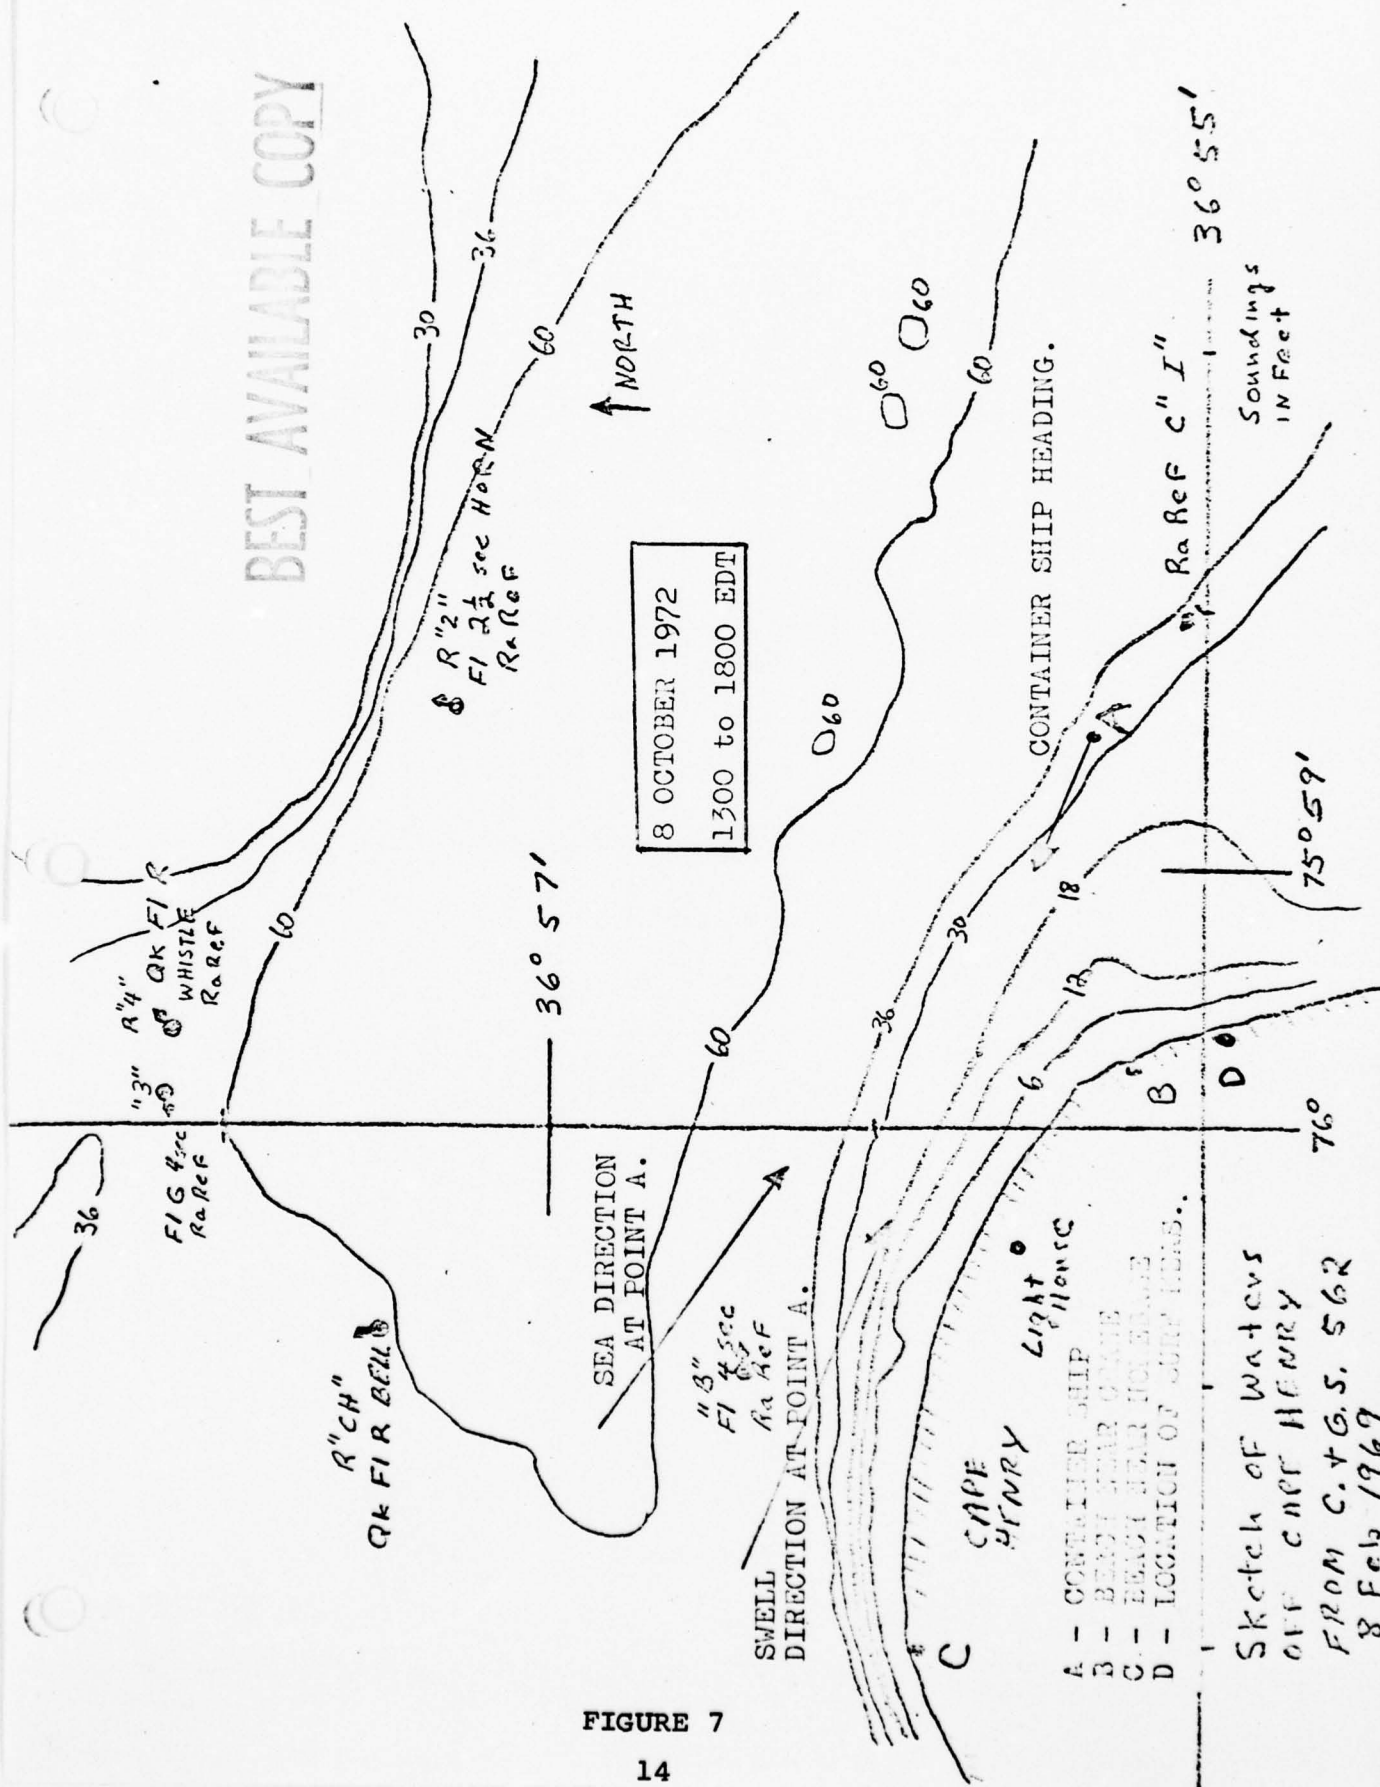 BEST AVAILABLE COPY
36
"3"
Fl G 4 sec
Ra Ref
R "4"
Qk Fl R
WHISTLE
Ra Ref
60
30
36
60
R "CH"
Qk Fl R BELL
R "2"
Fl 2½ sec HORN
Ra Ref
↑ NORTH
36° 57'
8 OCTOBER 1972
1300 to 1800 EDT
SEA DIRECTION
AT POINT A.
60
60
60
60
60
"B"
Fl 4 sec
Ra Ref
SWELL
DIRECTION AT POINT A.
CONTAINER SHIP HEADING.
A
36
30
18
12
6
Ra Ref C "I"
36° 55'
Soundings
IN Feet
75° 59'
76°
B
D
C
Light House
CAPE
HENRY
A - CONTAINER SHIP
B - BEACH NEAR
C - BEACH NEAR
D - LOCATION OF SURF
Sketch OF Waters
OFF CAPE HENRY
FROM C. + G.S. 562
8 Feb 1969
FIGURE 7
14